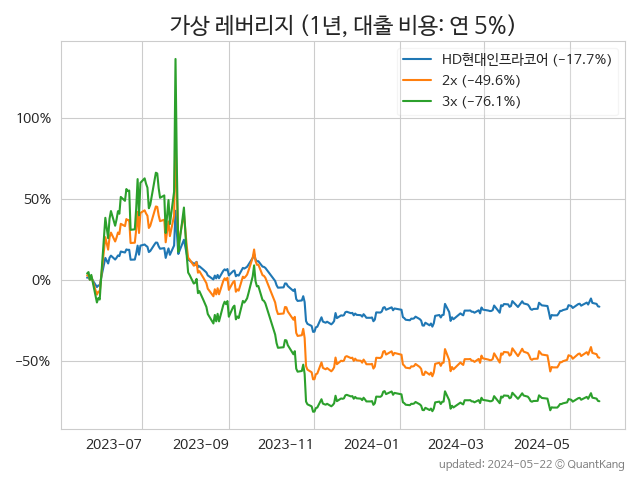 가상 레버리지 (1년, 대출 비용: 연 5%)
HD현대인프라코어 (−17.7%)
2x (−49.6%)
3x (−76.1%)
100%
50%
0%
−50%
2023−07 2023−09 2023−11 2024−01 2024−03 2024−05
updated: 2024−05−22 © QuantKang